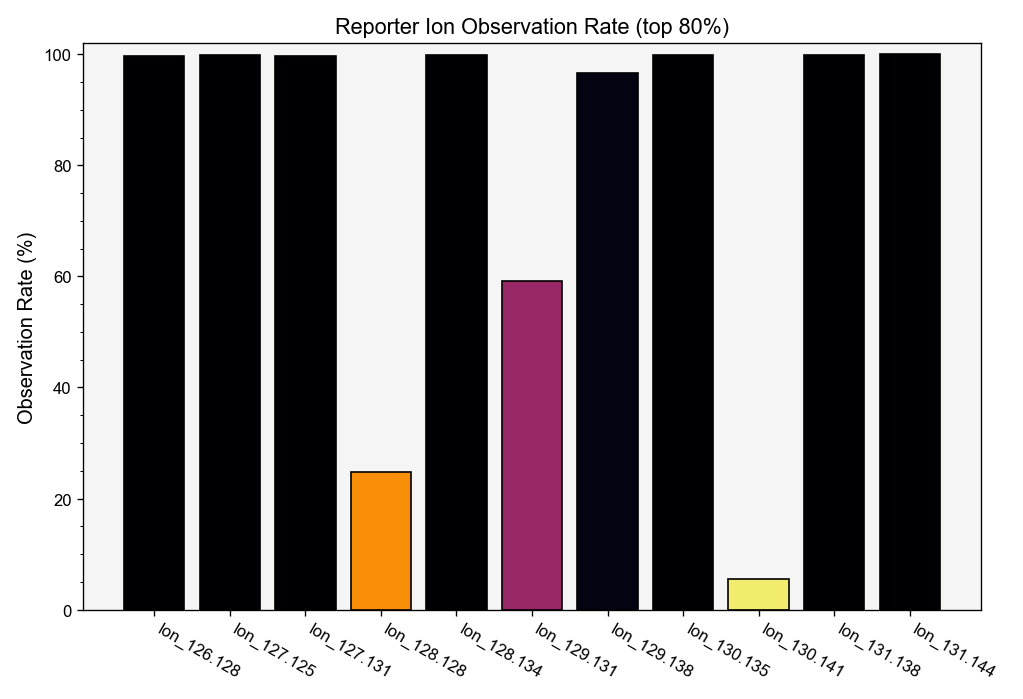 Reporter Ion Observation Rate (top 80%)
Observation Rate (%)
100
80
60
40
20
0
Ion_126.128
Ion_127.125
Ion_127.131
Ion_128.128
Ion_128.134
Ion_129.131
Ion_129.138
Ion_130.135
Ion_130.141
Ion_131.138
Ion_131.144